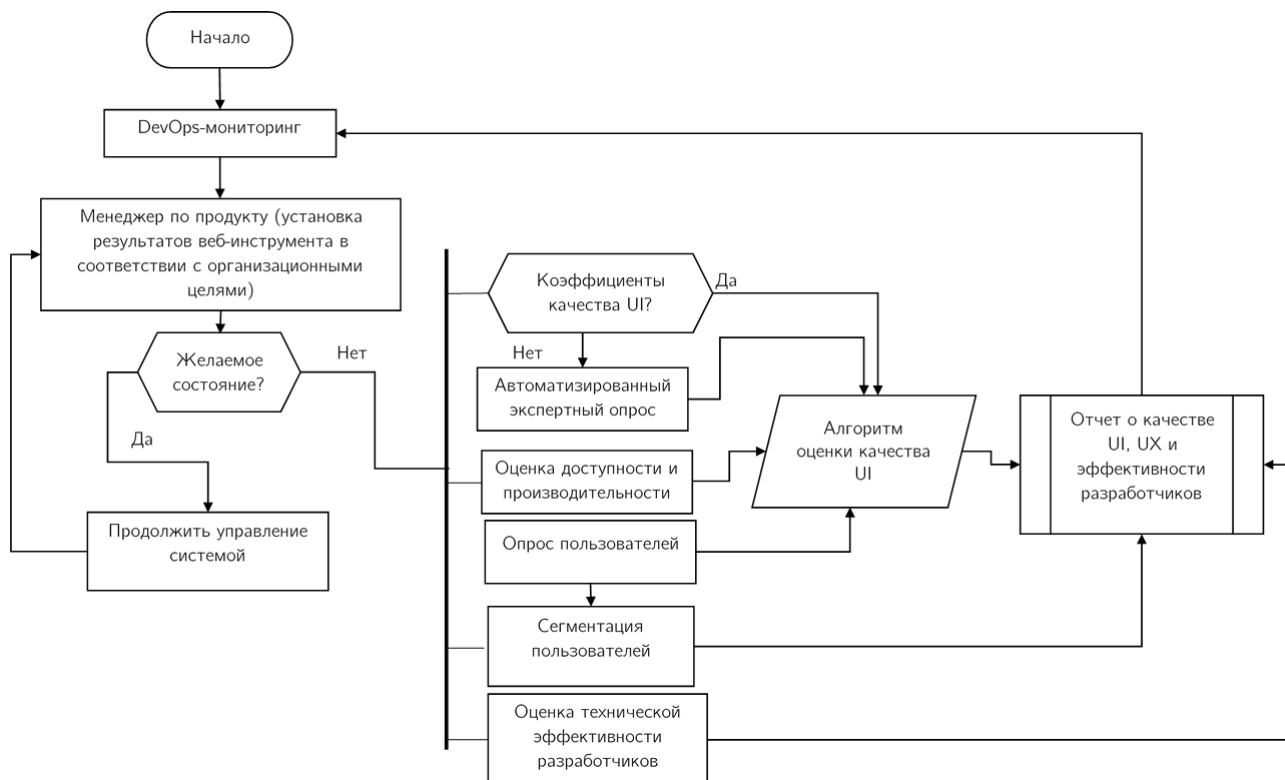 Начало
DevOps-мониторинг
Менеджер по продукту (установка
результатов веб-инструмента в
соответствии с организационными
целями)
Желаемое
состояние?
Нет
Да
Продолжить управление
системой
Коэффициенты
качества UI?
Да
Нет
Автоматизированный
экспертный опрос
Оценка доступности и
производительности
Опрос пользователей
Сегментация
пользователей
Оценка технической
эффективности
разработчиков
Алгоритм
оценки качества
UI
Отчет о качестве
UI, UX и
эффективности
разработчиков